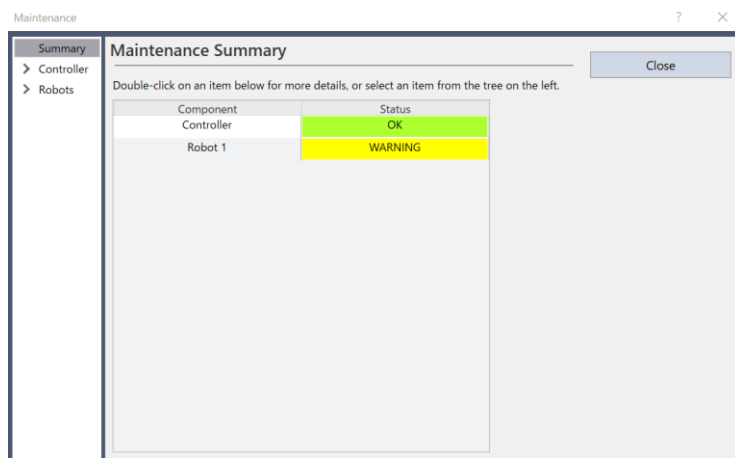 Maintenance
?
Summary
Controller
Robots
Maintenance Summary
Close
Double-click on an item below for more details, or select an item from the tree on the left.
Component Status
Controller OK
Robot 1 WARNING